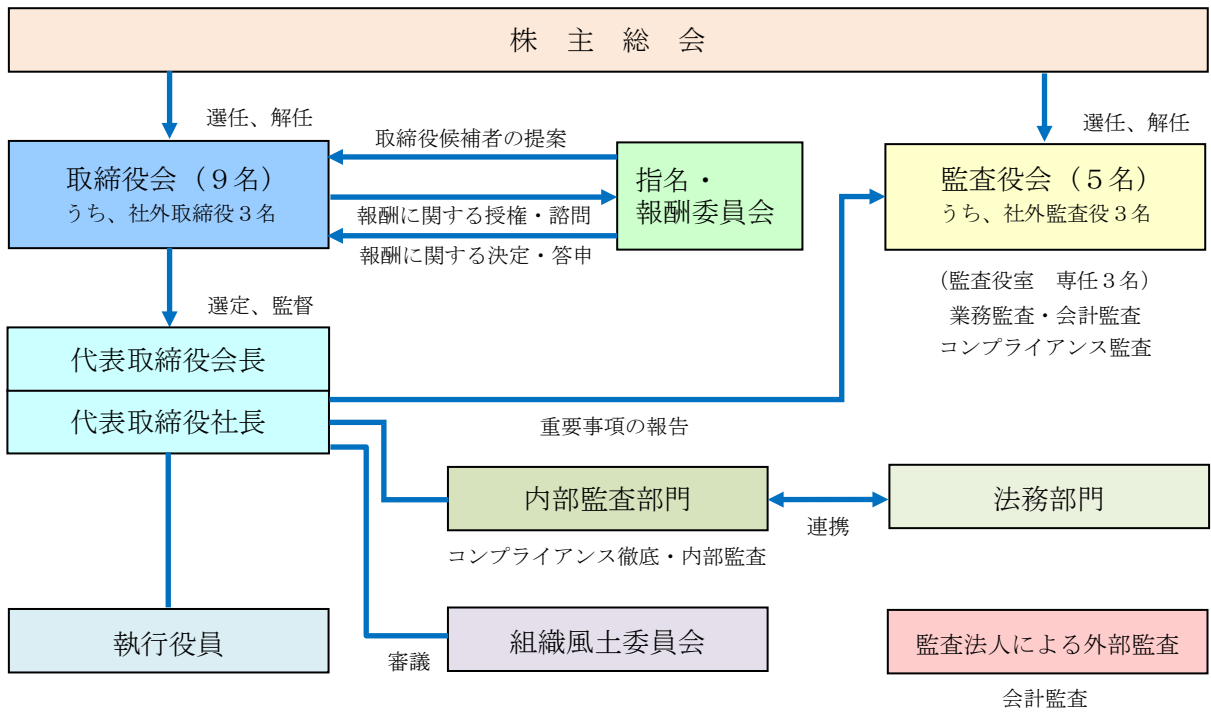 株　主　総　会
選任、解任
選任、解任
取締役候補者の提案
取締役会（９名）
うち、社外取締役３名
指名・
報酬委員会
監査役会（５名）
うち、社外監査役３名
報酬に関する授権・諮問
報酬に関する決定・答申
（監査役室　専任３名）
業務監査・会計監査
コンプライアンス監査
選定、監督
代表取締役会長
代表取締役社長
重要事項の報告
内部監査部門
法務部門
連携
コンプライアンス徹底・内部監査
執行役員
組織風土委員会
監査法人による外部監査
審議
会計監査